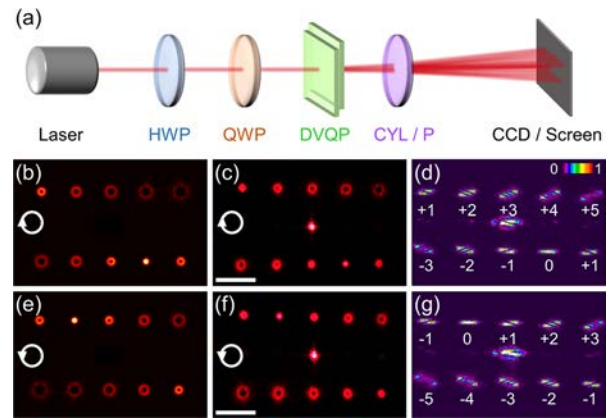 (a)
Laser HWP QWP DVQP CYL / P CCD / Screen
(b) (c) (d) 0 1
+1 +2 +3 +4 +5
-3 -2 -1 0 +1
(e) (f) (g)
-1 0 +1 +2 +3
-5 -4 -3 -2 -1